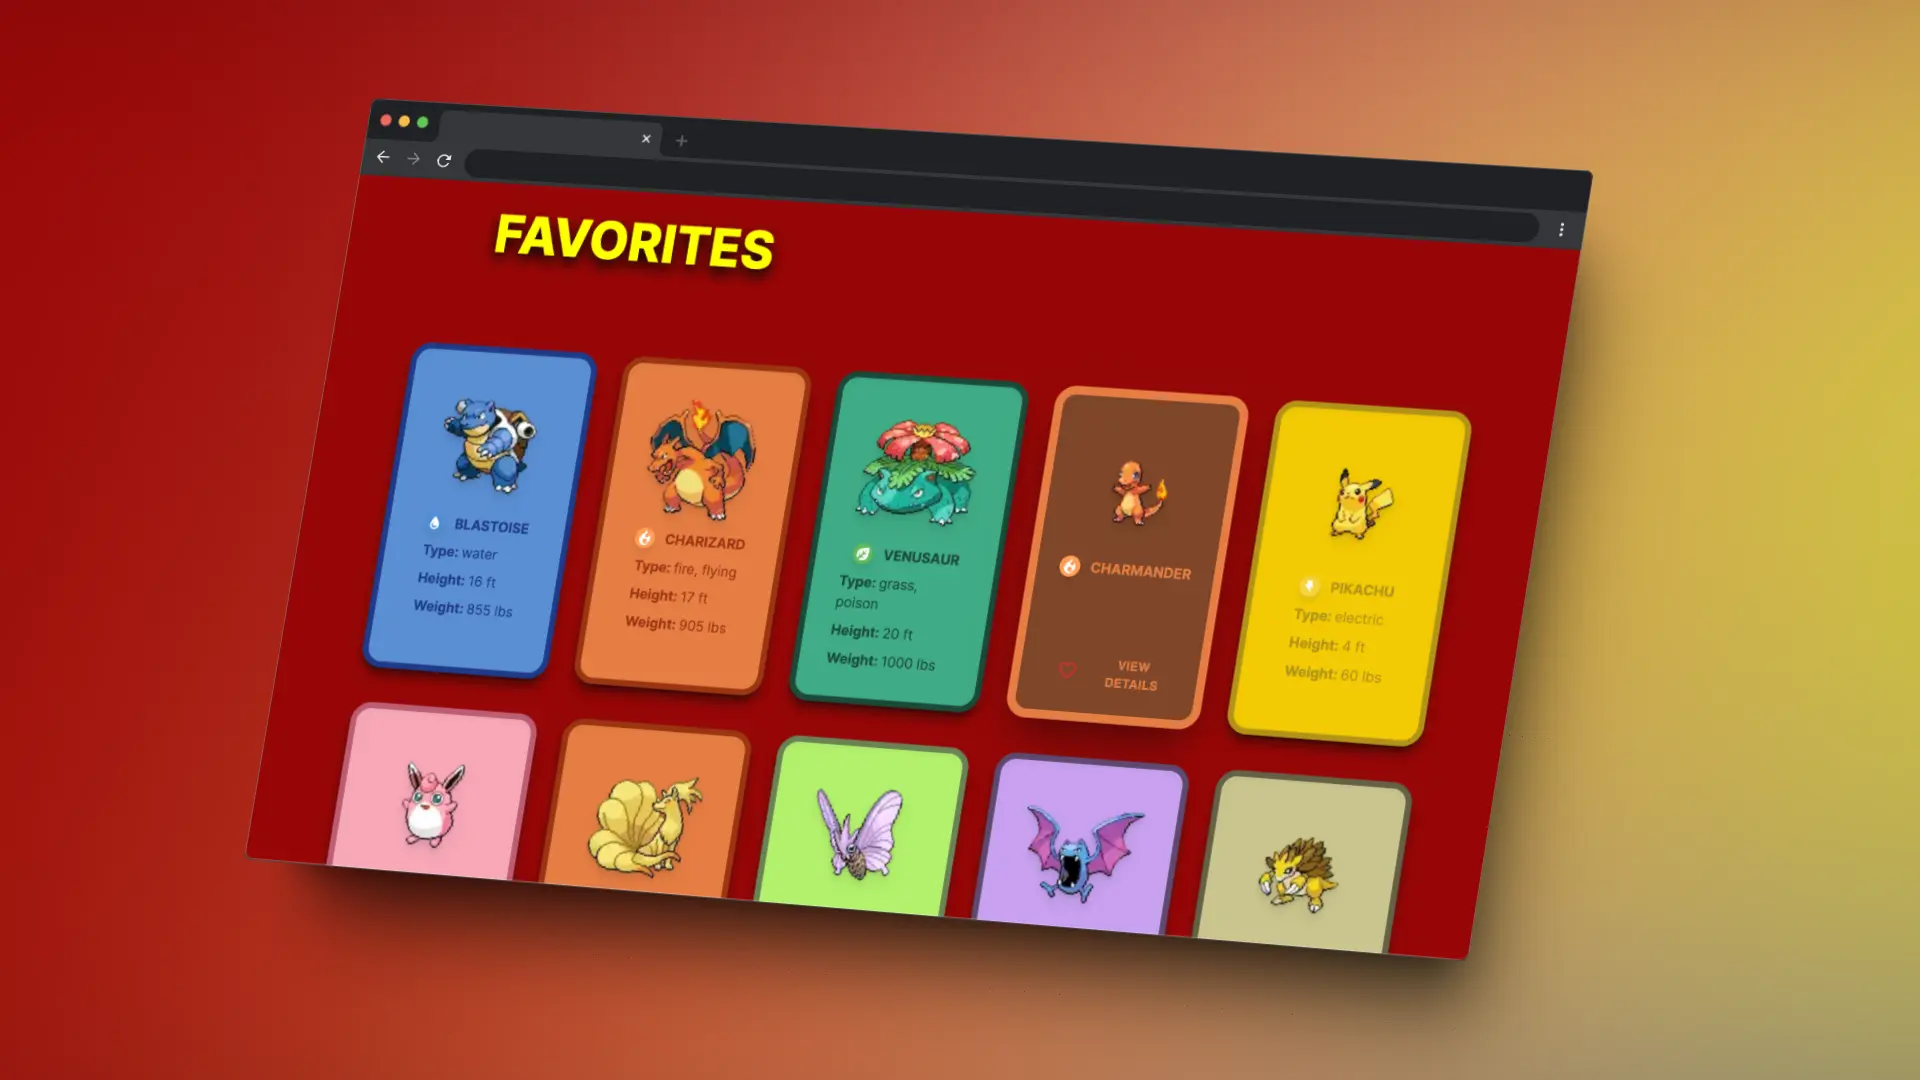 FAVORITES
BLASTOISE
Type: water
Height: 16 ft
Weight: 855 lbs
CHARIZARD
Type: fire, flying
Height: 17 ft
Weight: 905 lbs
VENUSAUR
Type: grass,
poison
Height: 20 ft
Weight: 1000 lbs
CHARMANDER
VIEW
DETAILS
PIKACHU
Type: electric
Height: 4 ft
Weight: 60 lbs